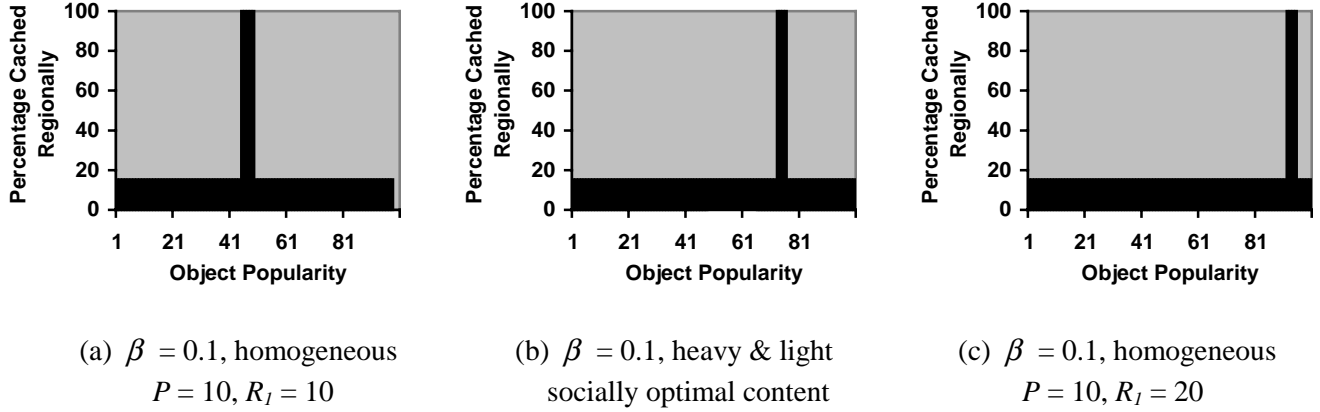 Percentage Cached
Regionally
100
80
60
40
20
0
1 21 41 61 81
Object Popularity
(a) β = 0.1, homogeneous
P = 10, R1 = 10
Percentage Cached
Regionally
100
80
60
40
20
0
1 21 41 61 81
Object Popularity
(b) β = 0.1, heavy & light
socially optimal content
Percentage Cached
Regionally
100
80
60
40
20
0
1 21 41 61 81
Object Popularity
(c) β = 0.1, homogeneous
P = 10, R1 = 20